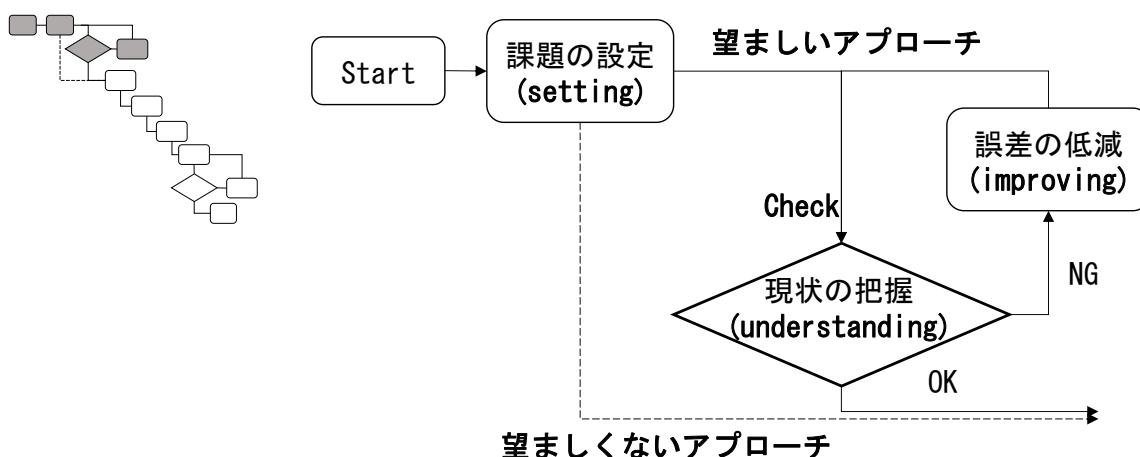 Start
課題の設定
(setting)
望ましいアプローチ
誤差の低減
(improving)
Check
現状の把握
(understanding)
NG
OK
望ましくないアプローチ